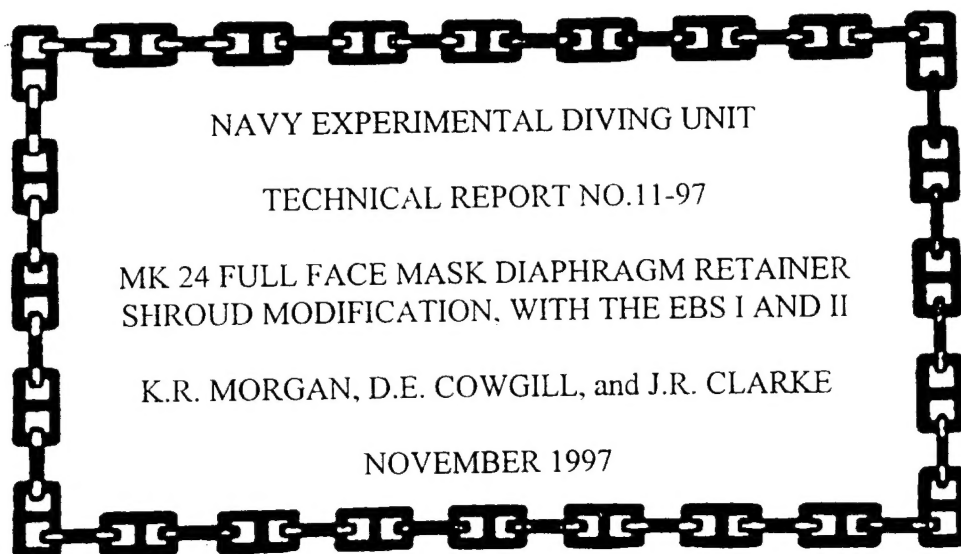 NAVY EXPERIMENTAL DIVING UNIT
TECHNICAL REPORT NO.11-97
MK 24 FULL FACE MASK DIAPHRAGM RETAINER
SHROUD MODIFICATION, WITH THE EBS I AND II
K.R. MORGAN, D.E. COWGILL, and J.R. CLARKE
NOVEMBER 1997